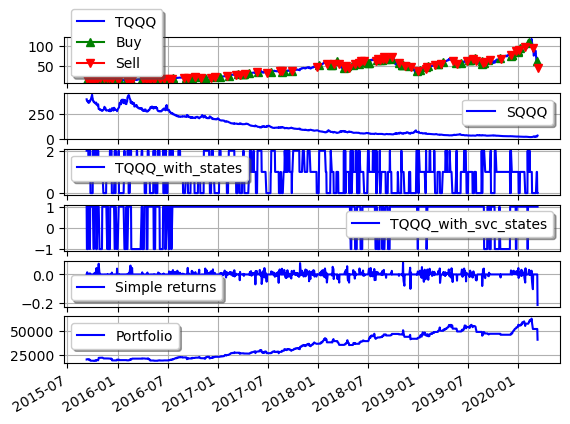 TQQQ
Buy
Sell
100
50
SQQQ
250
0
TQQQ_with_states
2
0
TQQQ_with_svc_states
1
0
−1
Simple returns
0.0
−0.2
Portfolio
50000
25000
2015-07
2016-01
2016-07
2017-01
2017-07
2018-01
2018-07
2019-01
2019-07
2020-01